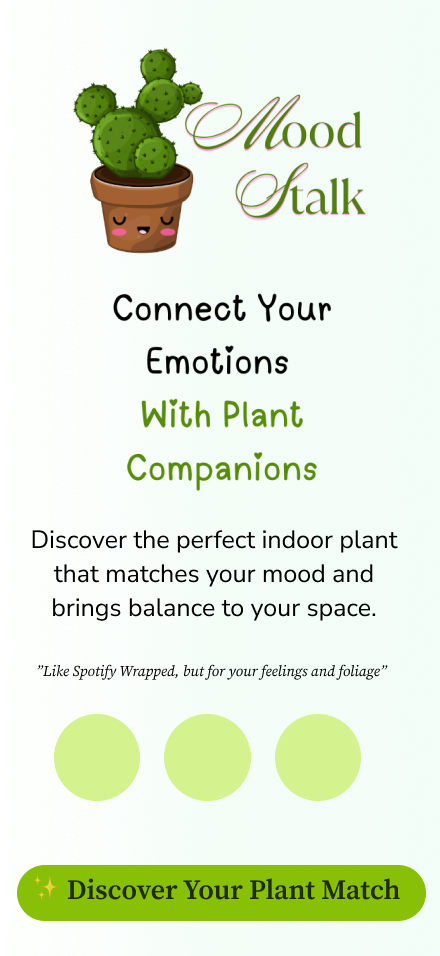 Mood
Stalk
Connect Your
Emotions
With Plant
Companions
Discover the perfect indoor plant
that matches your mood and
brings balance to your space.
”Like Spotify Wrapped, but for your feelings and foliage”
✨ Discover Your Plant Match